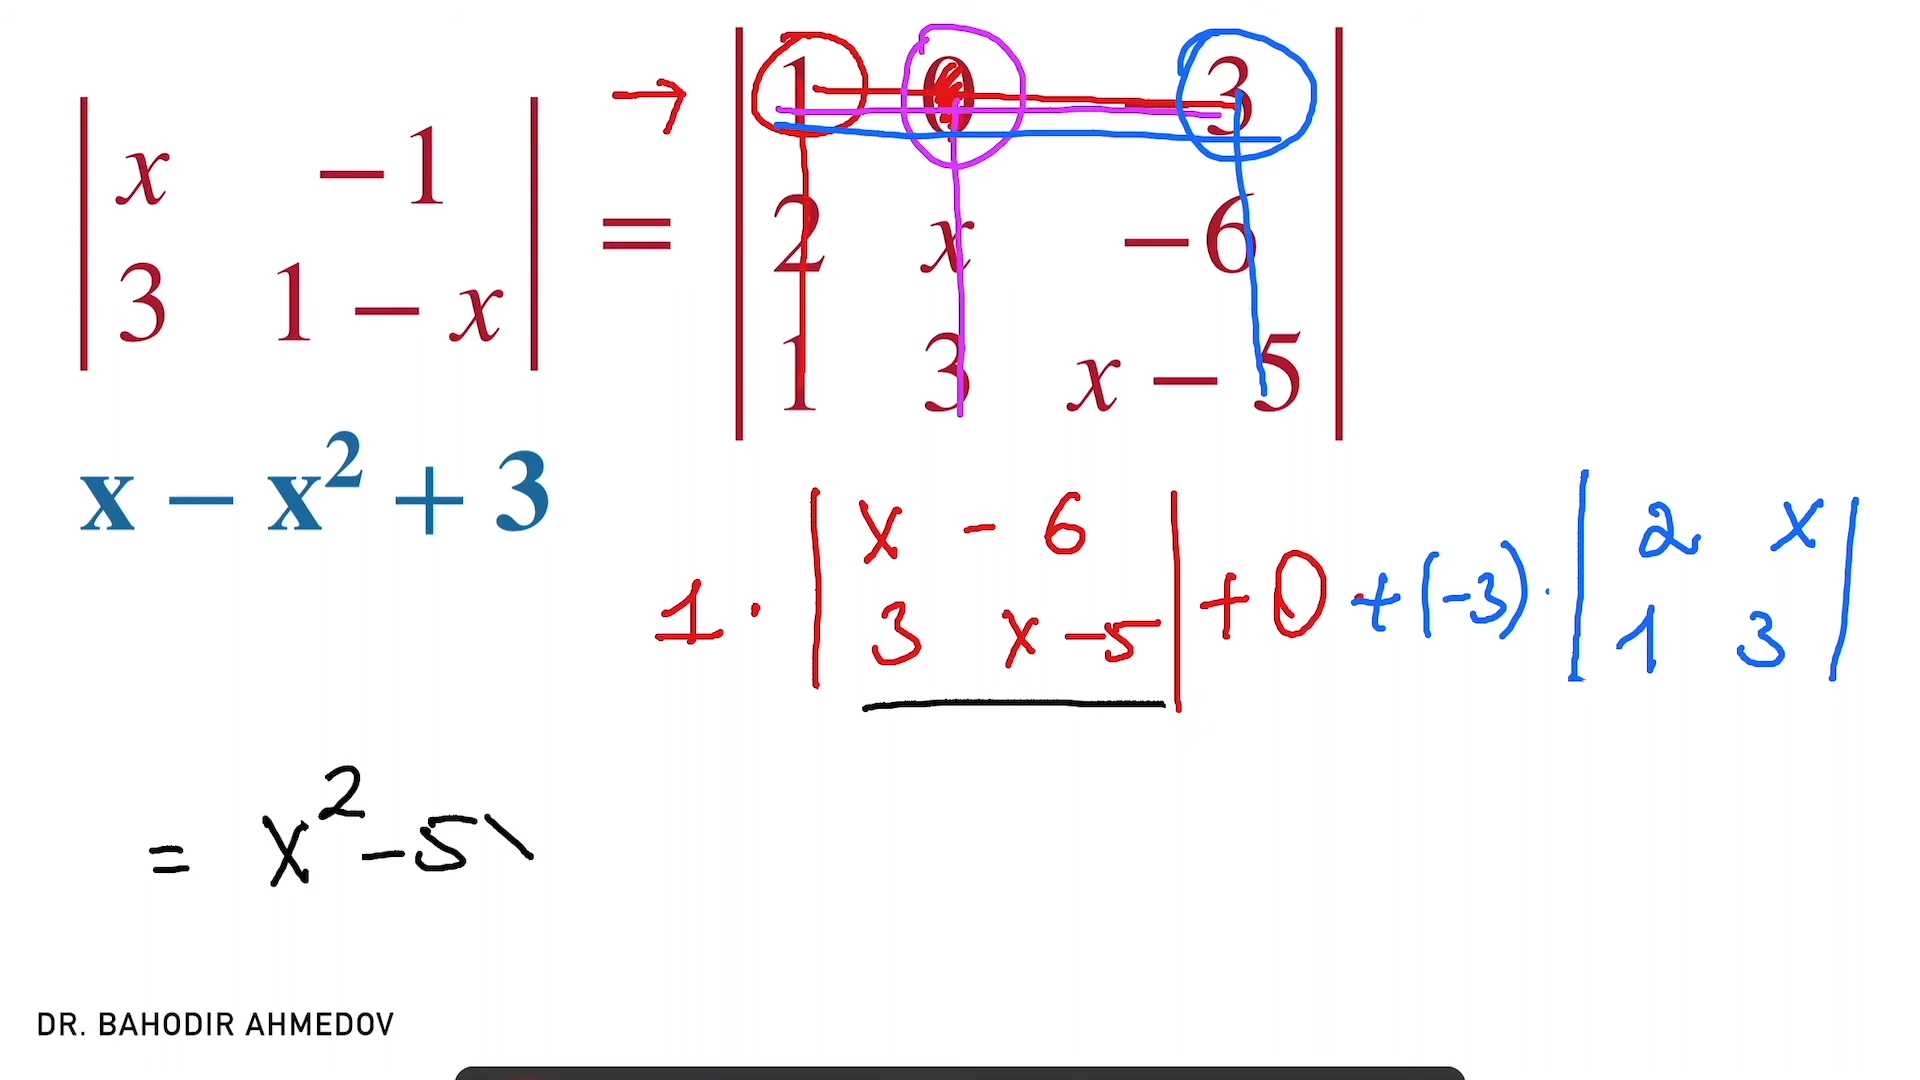 | x −1 | = | 1 0 −3 |
| 3 1 − x | | 2 x −6 |
| 1 3 x − 5 |
x − x² + 3
1 · | x - 6 | + 0 + (-3) · | 2 x |
| 3 x - 5 | | 1 3 |
= x² - 5
DR. BAHODIR AHMEDOV